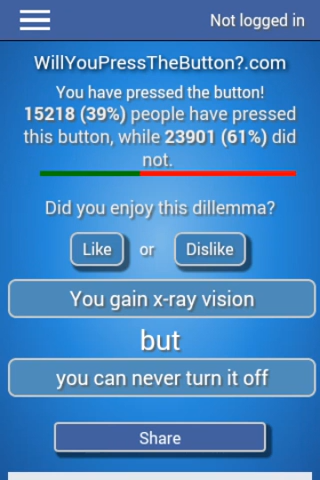 Not logged in
WillYouPressTheButton?.com
You have pressed the button!
15218 (39%) people have pressed
this button, while 23901 (61%) did
not.
Did you enjoy this dillemma?
Like or Dislike
You gain x-ray vision
but
you can never turn it off
Share